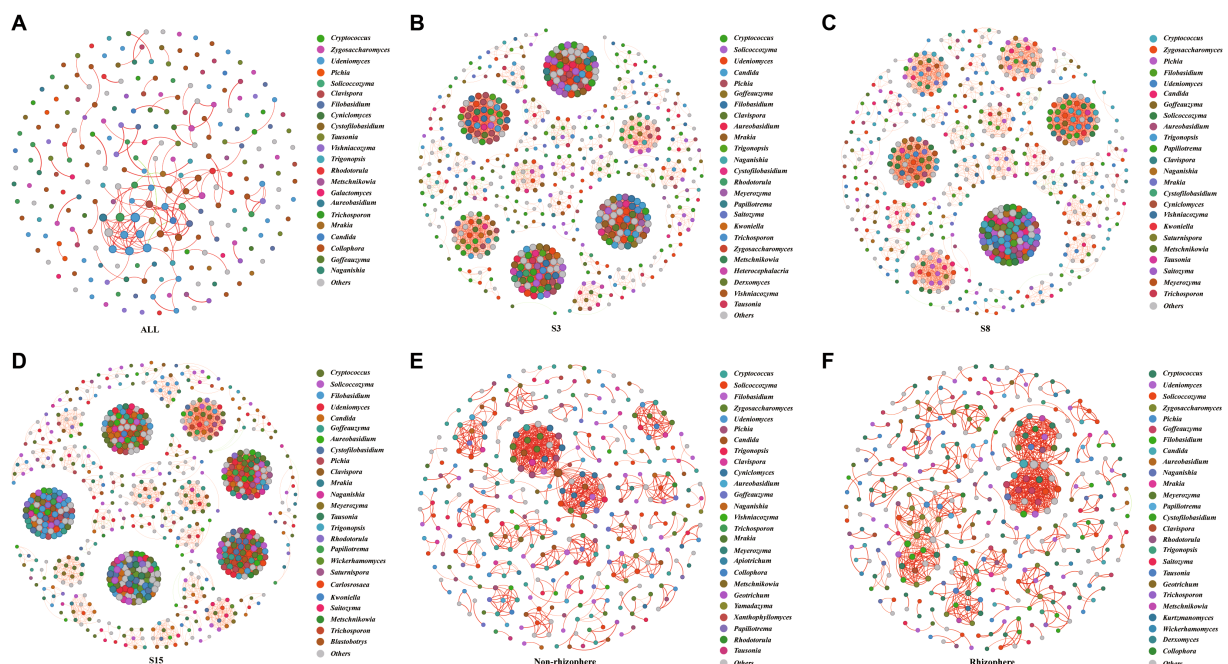 A
Cryptococcus
Zygosaccharomyces
Udeniomyces
Pichia
Solicoccozyma
Clavispora
Filobasidium
Cyniclomyces
Cystofilobasidium
Tausonia
Vishniacozyma
Trigonopsis
Rhodotorula
Metschnikowia
Galactomyces
Aureobasidium
Trichosporon
Mrakia
Candida
Collophora
Goffeauzyma
Naganishia
Others
ALL
B
Cryptococcus
Solicoccozyma
Udeniomyces
Candida
Pichia
Goffeauzyma
Filobasidium
Clavispora
Aureobasidium
Mrakia
Trigonopsis
Naganishia
Cystofilobasidium
Rhodotorula
Meyerozyma
Papiliotrema
Saitozyma
Kwoniella
Trichosporon
Zygosaccharomyces
Metschnikowia
Heterocephalacria
Derxomyces
Vishniacozyma
Tausonia
Others
S3
C
Cryptococcus
Zygosaccharomyces
Pichia
Filobasidium
Udeniomyces
Candida
Goffeauzyma
Solicoccozyma
Aureobasidium
Trigonopsis
Papiliotrema
Clavispora
Naganishia
Mrakia
Cystofilobasidium
Cyniclomyces
Vishniacozyma
Kwoniella
Saturnispora
Metschnikowia
Tausonia
Saitozyma
Meyerozyma
Trichosporon
Others
S8
D
Cryptococcus
Solicoccozyma
Filobasidium
Udeniomyces
Candida
Goffeauzyma
Aureobasidium
Cystofilobasidium
Pichia
Clavispora
Mrakia
Naganishia
Meyerozyma
Tausonia
Trigonopsis
Rhodotorula
Papiliotrema
Wickerhamomyces
Saturnispora
Carlosrosaea
Kwoniella
Saitozyma
Metschnikowia
Trichosporon
Blastobotrys
Others
S15
E
Cryptococcus
Solicoccozyma
Filobasidium
Zygosaccharomyces
Udeniomyces
Pichia
Candida
Trigonopsis
Clavispora
Cyniclomyces
Aureobasidium
Goffeauzyma
Naganishia
Vishniacozyma
Trichosporon
Mrakia
Meyerozyma
Apiotrichum
Collophora
Metschnikowia
Geotrichum
Yamadazyma
Xanthophyllomyces
Papiliotrema
Rhodotorula
Tausonia
Others
Non-rhizophere
F
Cryptococcus
Udeniomyces
Solicoccozyma
Zygosaccharomyces
Pichia
Goffeauzyma
Filobasidium
Candida
Aureobasidium
Naganishia
Mrakia
Meyerozyma
Papiliotrema
Cystofilobasidium
Clavispora
Rhodotorula
Trigonopsis
Saitozyma
Tausonia
Geotrichum
Trichosporon
Metschnikowia
Kurtzmanomyces
Wickerhamomyces
Derxomyces
Collophora
Others
Rhizophere